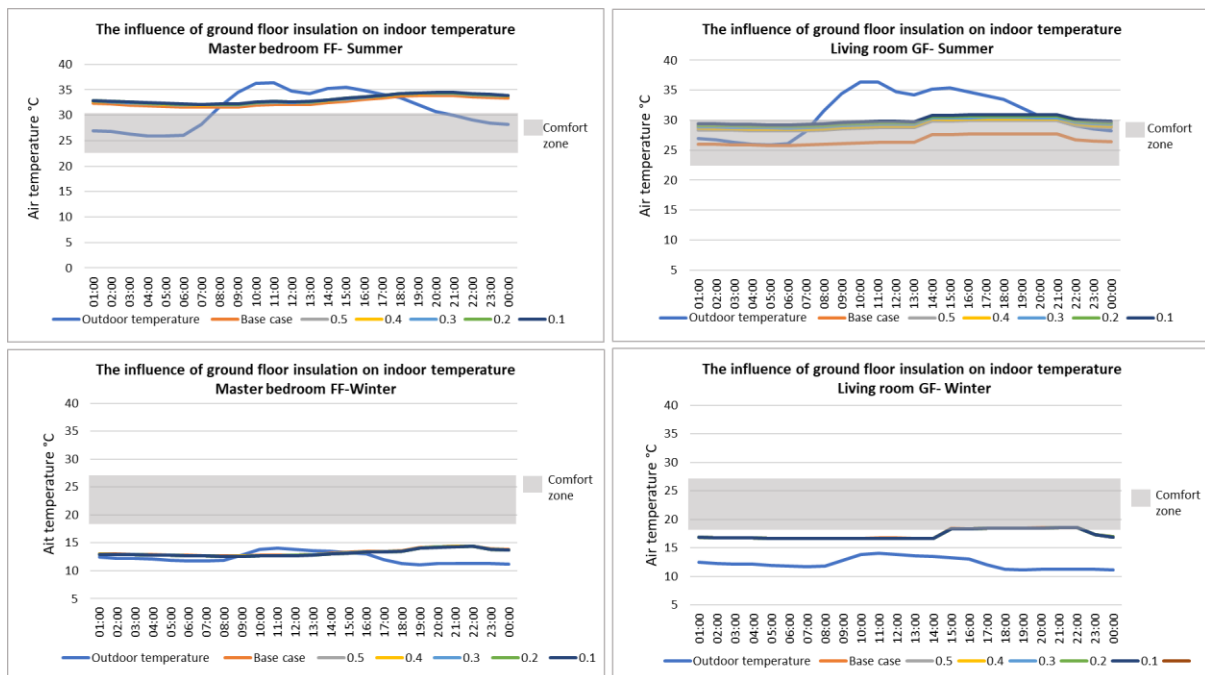 The influence of ground floor insulation on indoor temperature
Master bedroom FF- Summer
Air temperature °C
40
35
30
25
20
15
10
5
0
01:00 02:00 03:00 04:00 05:00 06:00 07:00 08:00 09:00 10:00 11:00 12:00 13:00 14:00 15:00 16:00 17:00 18:00 19:00 20:00 21:00 22:00 23:00 00:00
Comfort
zone
Outdoor temperature Base case 0.5 0.4 0.3 0.2 0.1
The influence of ground floor insulation on indoor temperature
Living room GF- Summer
Air temperature °C
40
35
30
25
20
15
10
5
01:00 02:00 03:00 04:00 05:00 06:00 07:00 08:00 09:00 10:00 11:00 12:00 13:00 14:00 15:00 16:00 17:00 18:00 19:00 20:00 21:00 22:00 23:00 00:00
Comfort
zone
Outdoor temperature Base case 0.5 0.4 0.3 0.2 0.1
The influence of ground floor insulation on indoor temperature
Master bedroom FF-Winter
Ait temperature °C
40
35
30
25
20
15
10
5
01:00 02:00 03:00 04:00 05:00 06:00 07:00 08:00 09:00 10:00 11:00 12:00 13:00 14:00 15:00 16:00 17:00 18:00 19:00 20:00 21:00 22:00 23:00 00:00
Comfort
zone
Outdoor temperature Base case 0.5 0.4 0.3 0.2 0.1
The influence of ground floor insulation on indoor temperature
Living room GF- Winter
Air temperature °C
40
35
30
25
20
15
10
5
01:00 02:00 03:00 04:00 05:00 06:00 07:00 08:00 09:00 10:00 11:00 12:00 13:00 14:00 15:00 16:00 17:00 18:00 19:00 20:00 21:00 22:00 23:00 00:00
Comfort
zone
Outdoor temperature Base case 0.5 0.4 0.3 0.2 0.1